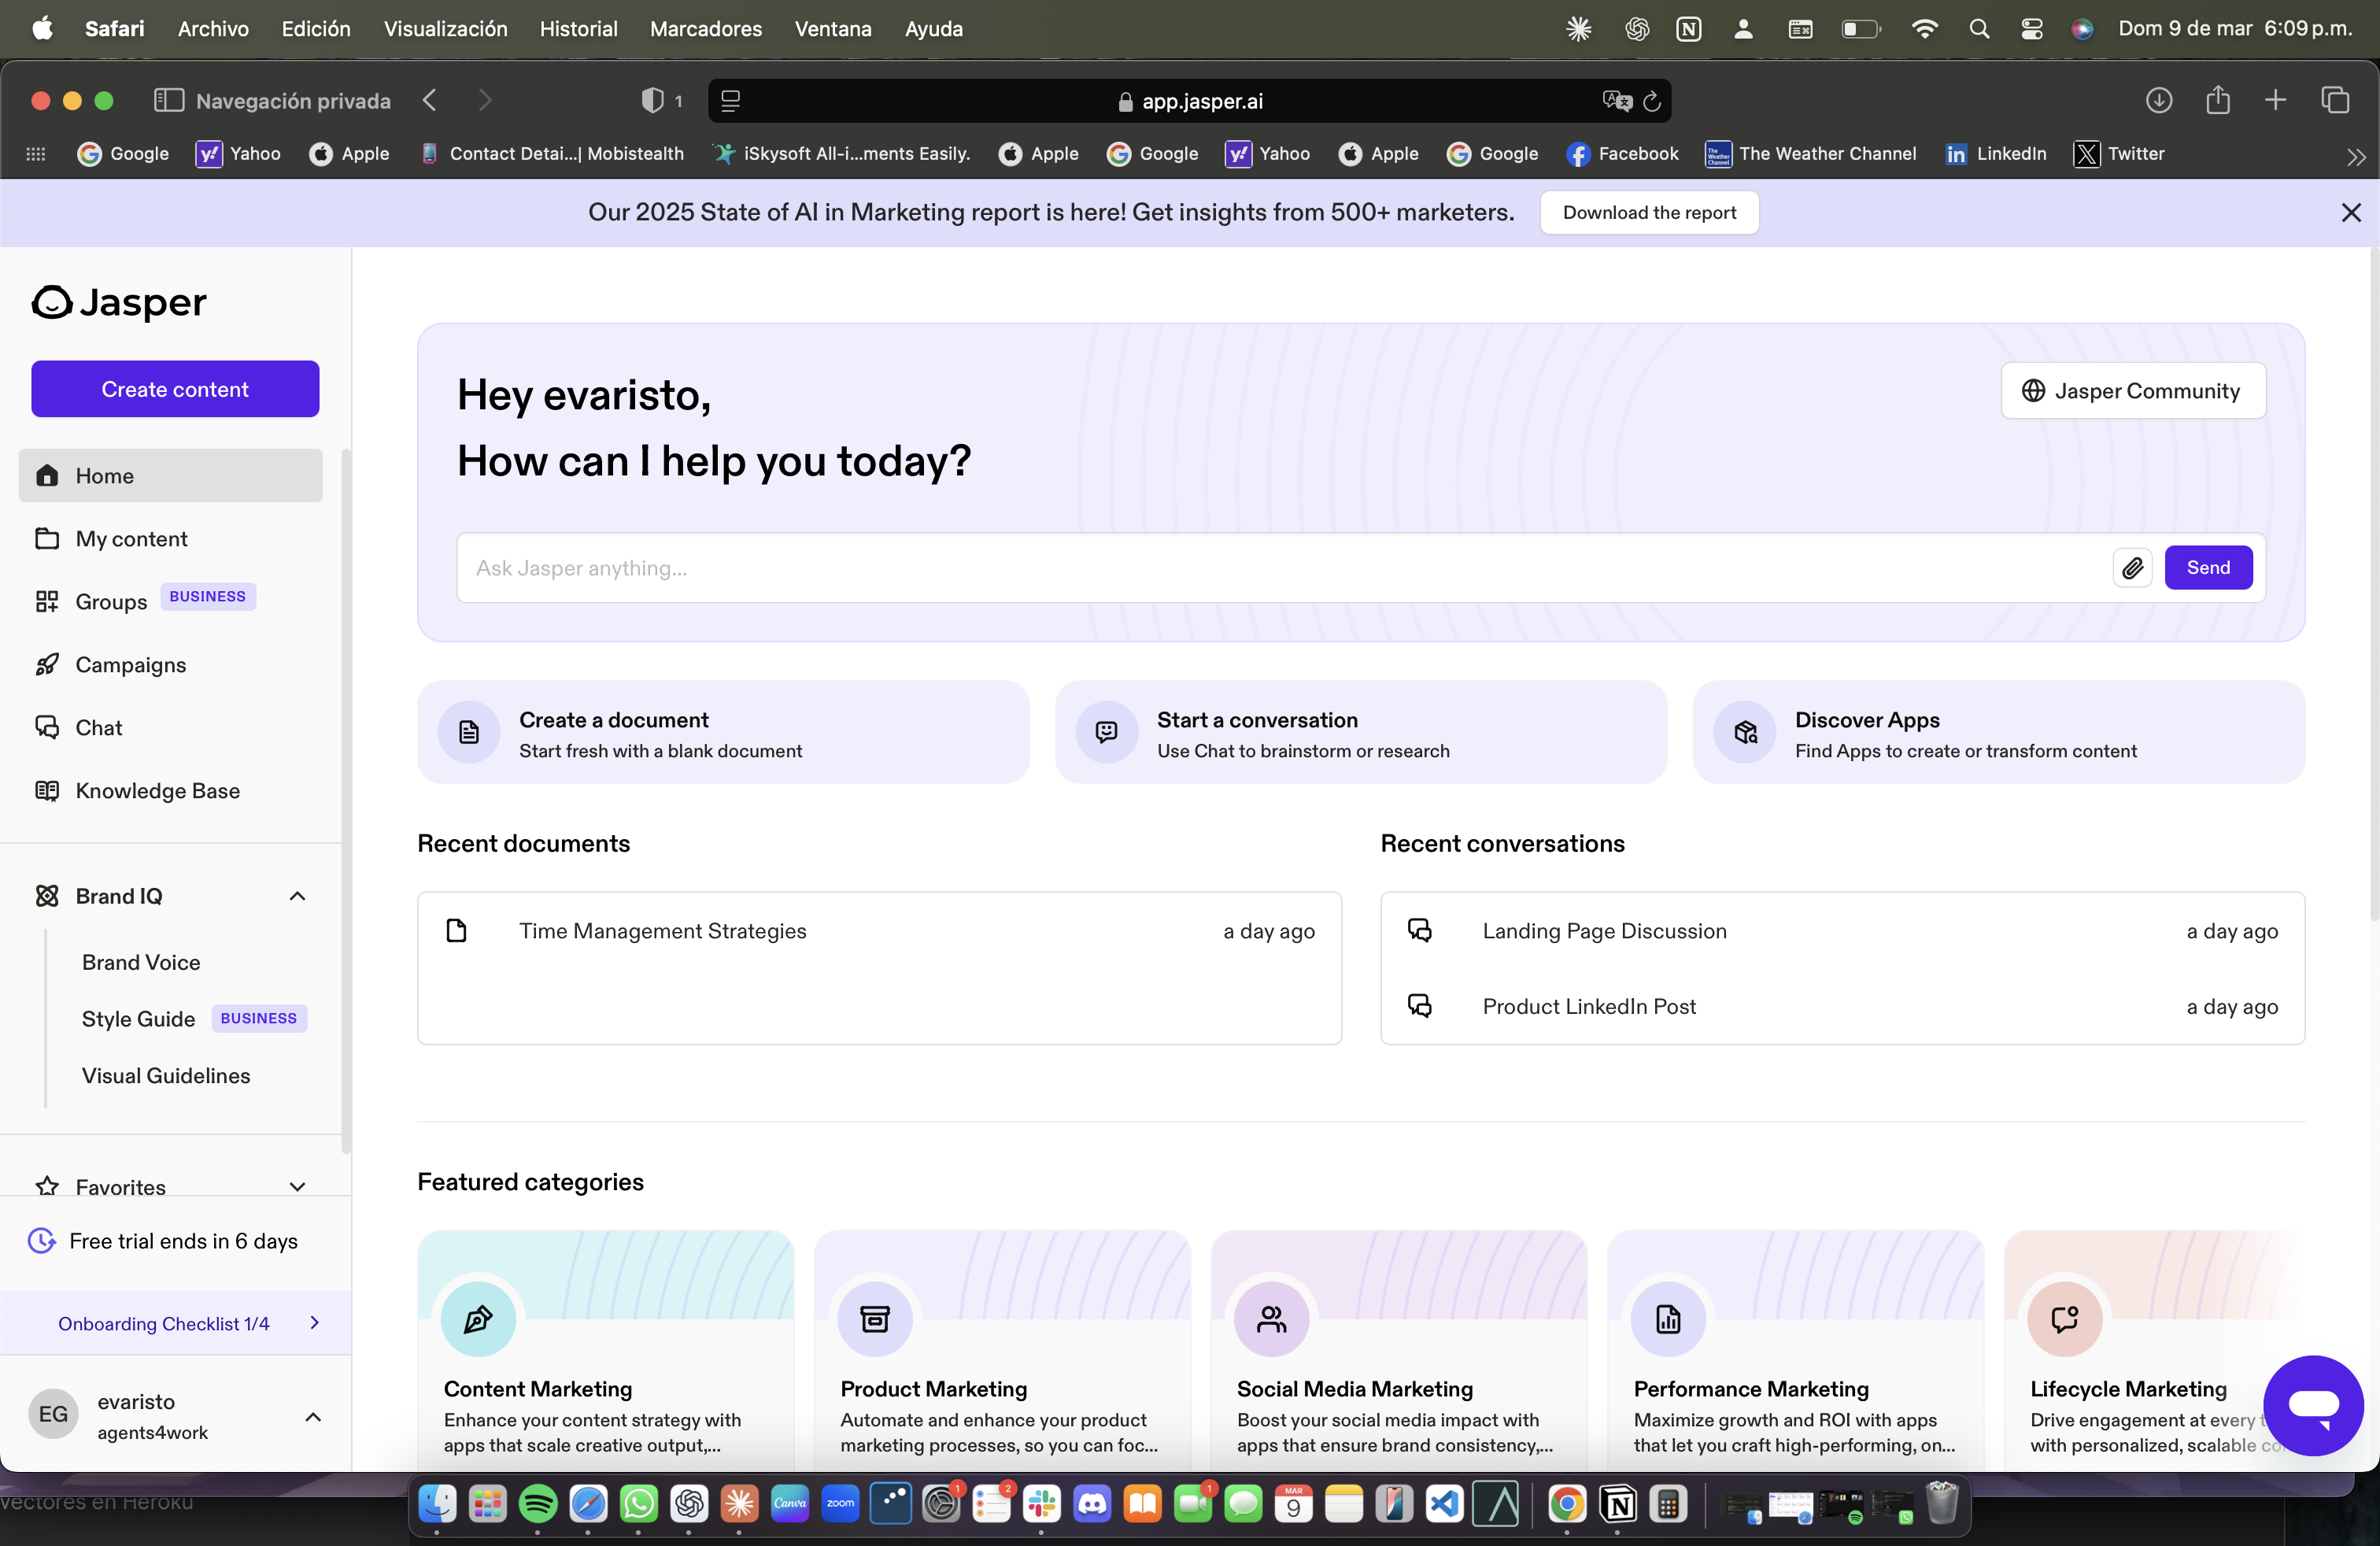 Safari Archivo Edición Visualización Historial Marcadores Ventana Ayuda Dom 9 de mar 6:09 p.m.
Navegación privada 1 app.jasper.ai
Google Yahoo Apple Contact Detai...| Mobistealth iSkysoft All-i...ments Easily. Apple Google Yahoo Apple Google Facebook The Weather Channel LinkedIn Twitter
Our 2025 State of AI in Marketing report is here! Get insights from 500+ marketers. Download the report
Jasper
Create content
Home
My content
Groups BUSINESS
Campaigns
Chat
Knowledge Base
Brand IQ
Brand Voice
Style Guide BUSINESS
Visual Guidelines
Favorites
Free trial ends in 6 days
Onboarding Checklist 1/4
EG
evaristo
agents4work
Hey evaristo,
How can I help you today?
Jasper Community
Ask Jasper anything...
Send
Create a document
Start fresh with a blank document
Start a conversation
Use Chat to brainstorm or research
Discover Apps
Find Apps to create or transform content
Recent documents
Time Management Strategies a day ago
Recent conversations
Landing Page Discussion a day ago
Product LinkedIn Post a day ago
Featured categories
Content Marketing
Enhance your content strategy with
apps that scale creative output,...
Product Marketing
Automate and enhance your product
marketing processes, so you can foc...
Social Media Marketing
Boost your social media impact with
apps that ensure brand consistency,...
Performance Marketing
Maximize growth and ROI with apps
that let you craft high-performing, on...
Lifecycle Marketing
Drive engagement at every
with personalized, scalable
vectores en Heroku
Canva zoom 1 2 1 MAR 9